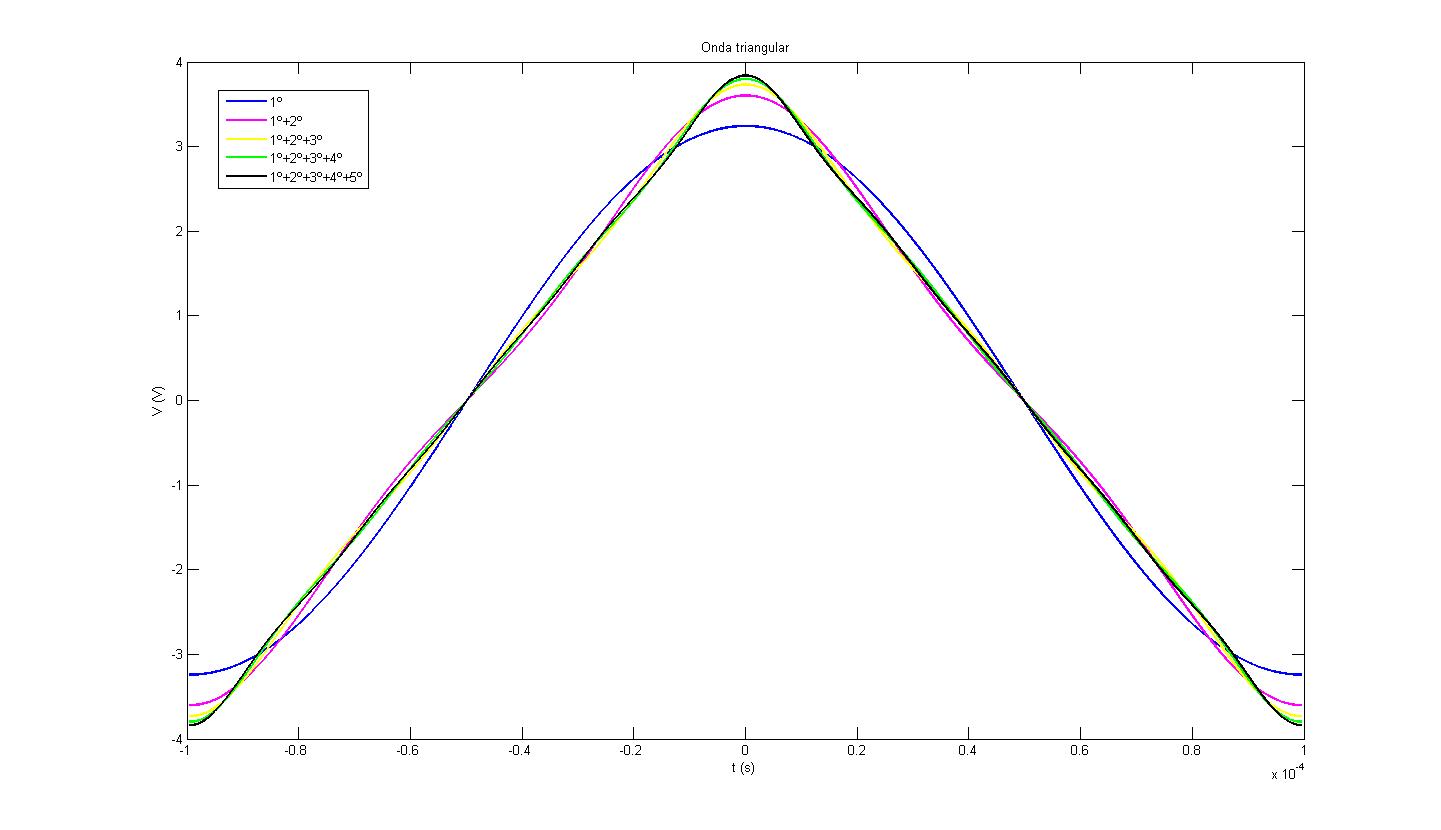 Onda triangular
4
1º
1º+2º
1º+2º+3º
1º+2º+3º+4º
1º+2º+3º+4º+5º
3
2
1
V (V)
0
-1
-2
-3
-4
-1 -0.8 -0.6 -0.4 -0.2 0 0.2 0.4 0.6 0.8 1
t (s)
x 10⁻⁴